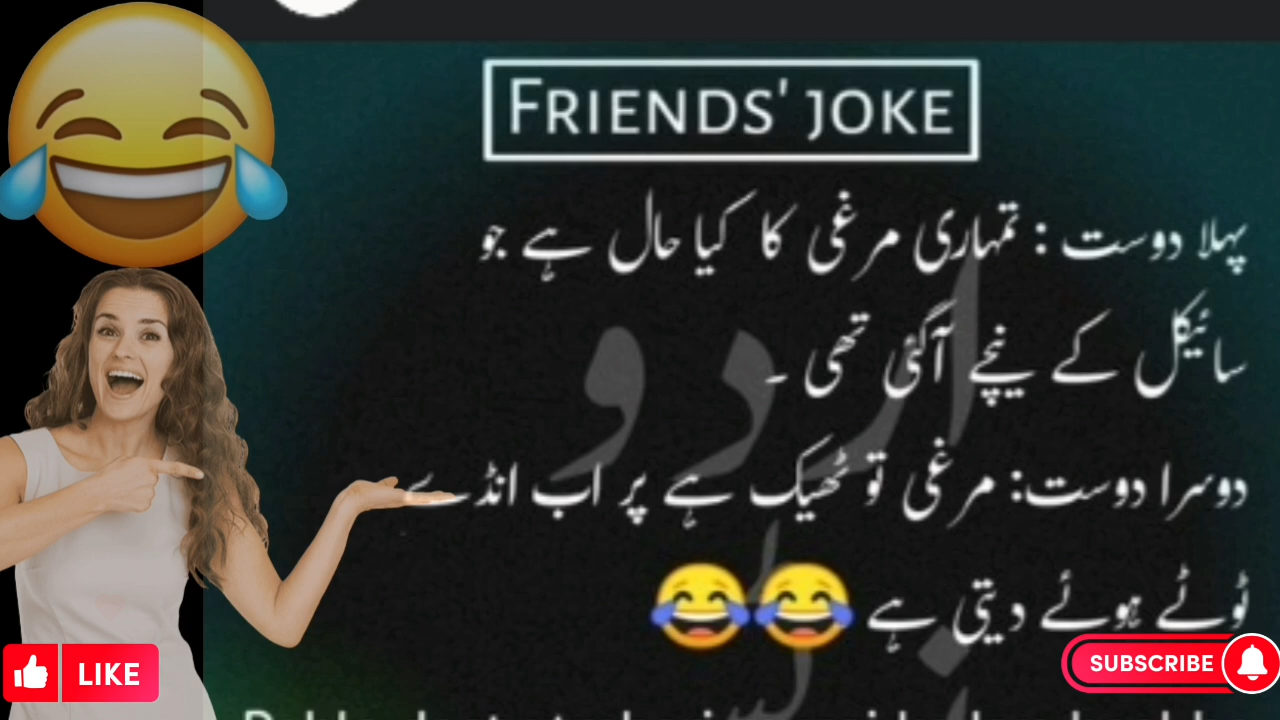 FRIENDS' JOKE
پہلا دوست : تمہاری مرغی کا کیا حال ہے جو
سائیکل کے نیچے آگئی تھی ۔
دوسرا دوست: مرغی تو ٹھیک ہے پر اب انڈے
ٹوٹے ہوئے دیتی ہے 😂😂
اردو
LIKE
SUBSCRIBE